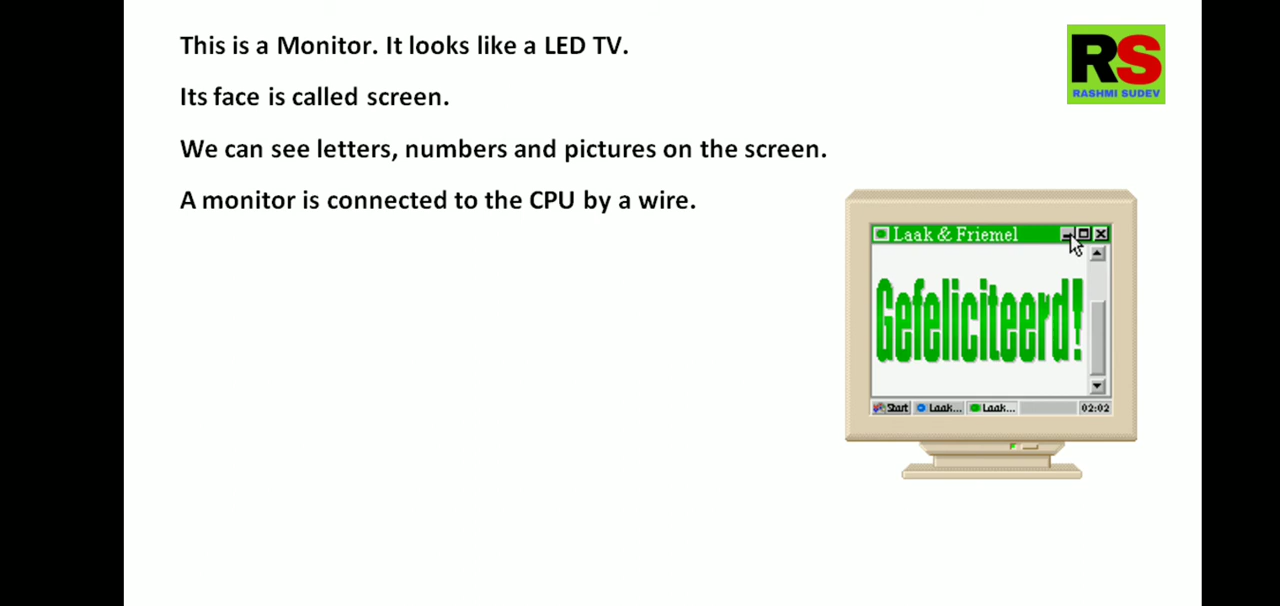 This is a Monitor. It looks like a LED TV.
Its face is called screen.
We can see letters, numbers and pictures on the screen.
A monitor is connected to the CPU by a wire.
RS
RASHMI SUDEV
Laak & Friemel
Gefeliciteerd!
Start Laak... Laak... 02:02